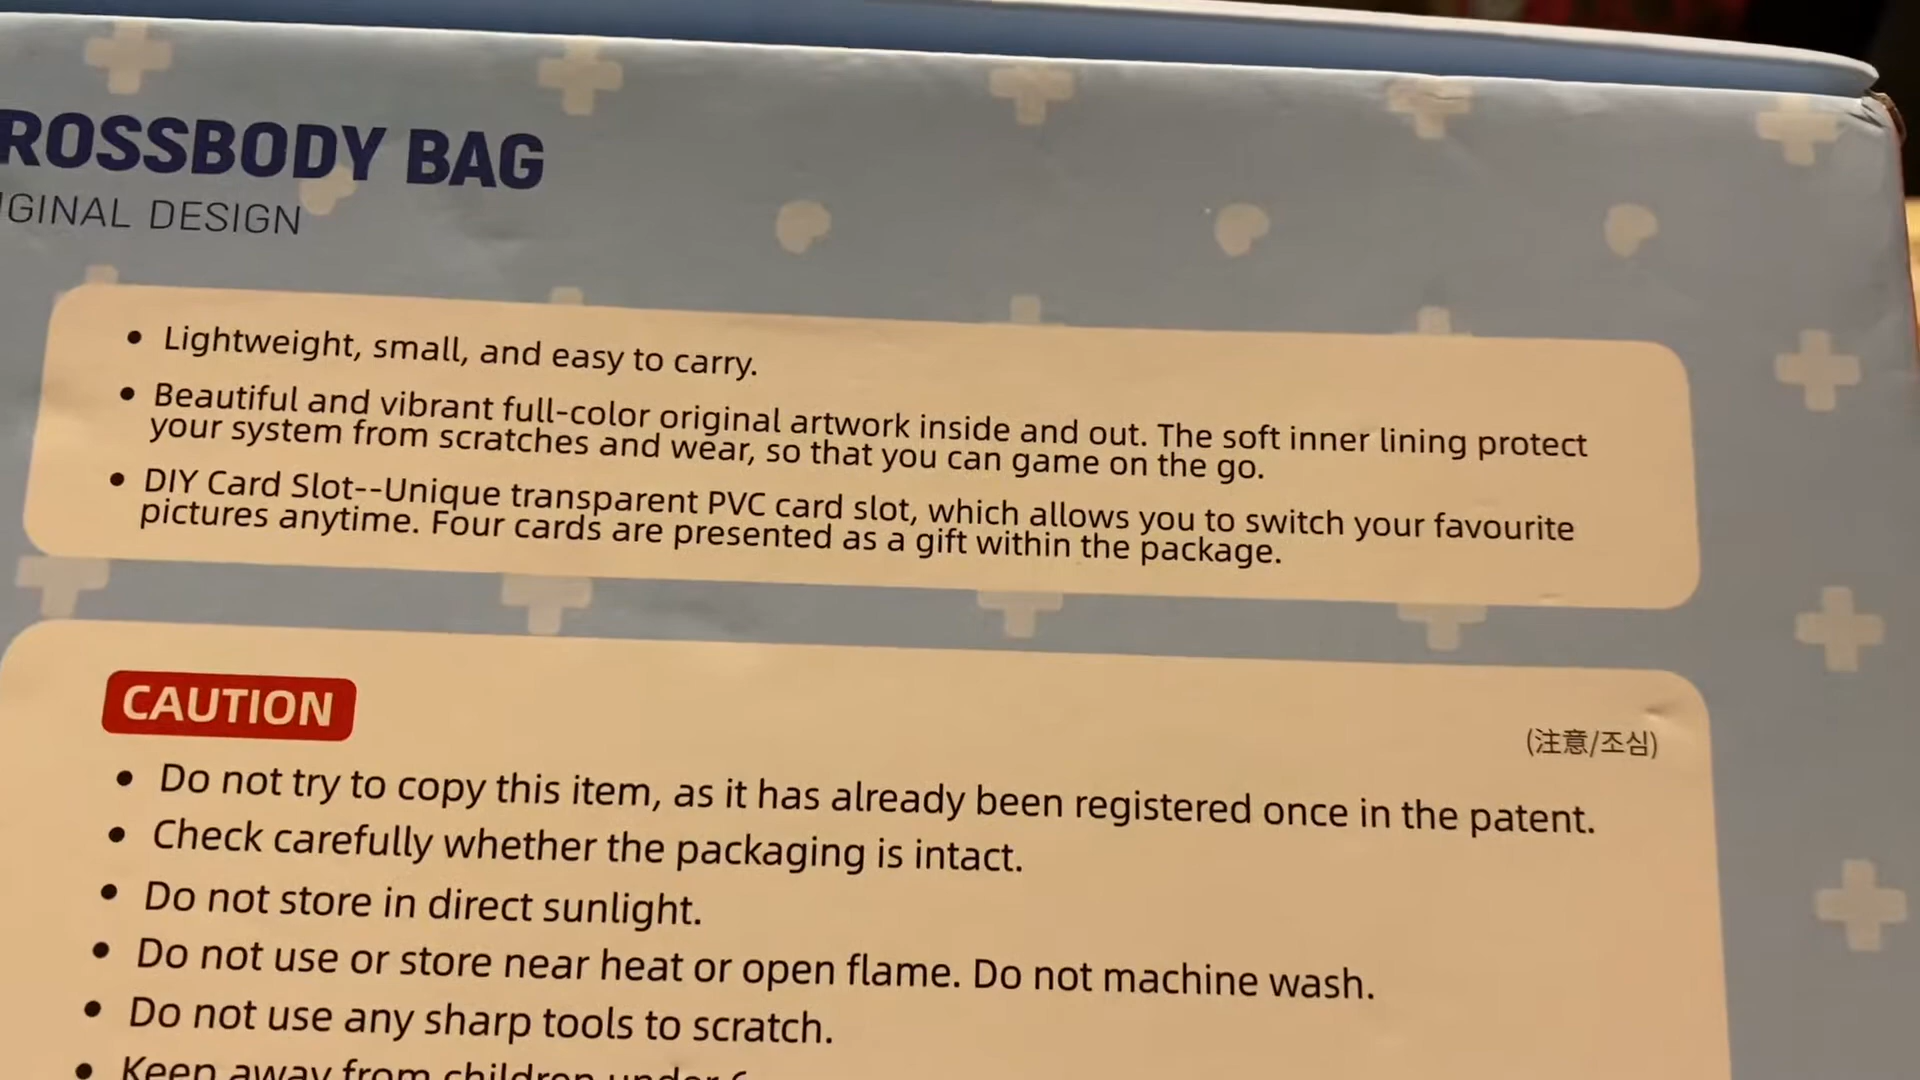 ROSSBODY BAG
IGINAL DESIGN
• Lightweight, small, and easy to carry.
• Beautiful and vibrant full-color original artwork inside and out. The soft inner lining protect
your system from scratches and wear, so that you can game on the go.
• DIY Card Slot--Unique transparent PVC card slot, which allows you to switch your favourite
pictures anytime. Four cards are presented as a gift within the package.
CAUTION
(注意/조심)
• Do not try to copy this item, as it has already been registered once in the patent.
• Check carefully whether the packaging is intact.
• Do not store in direct sunlight.
• Do not use or store near heat or open flame. Do not machine wash.
• Do not use any sharp tools to scratch.
• Keep away from children under